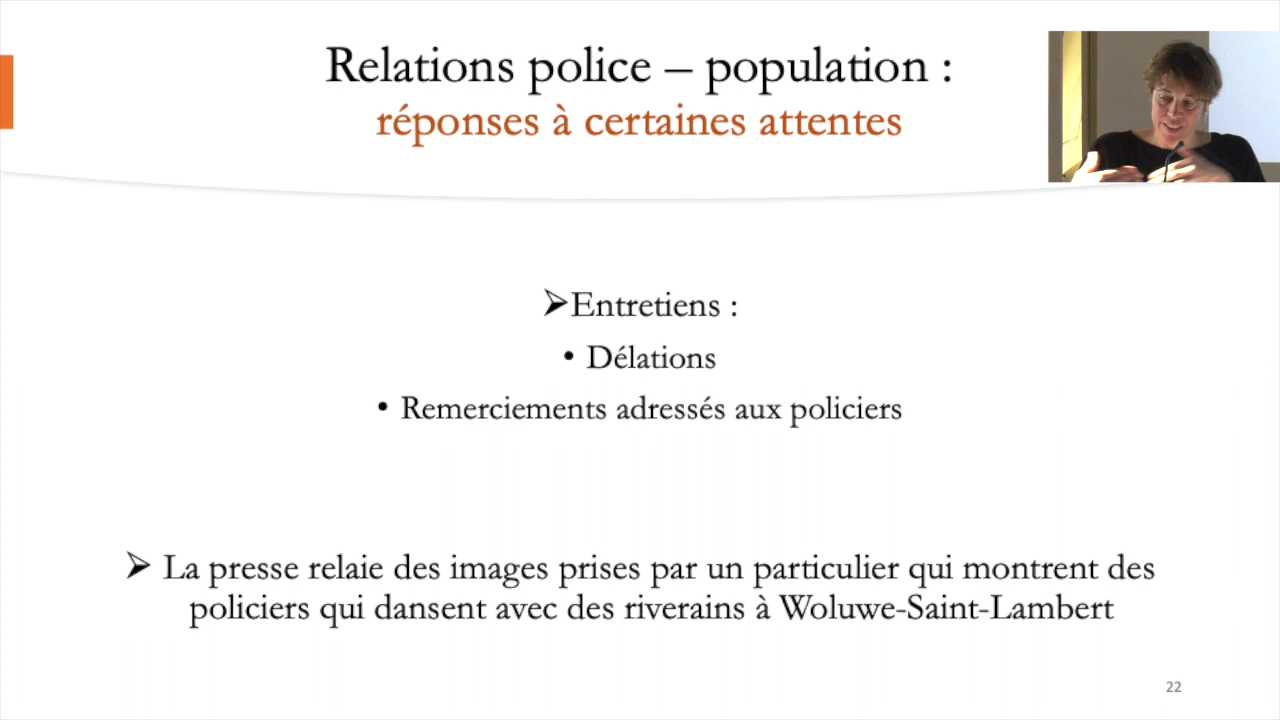 Relations police – population :
réponses à certaines attentes
➢Entretiens :
• Délations
• Remerciements adressés aux policiers
➢ La presse relaie des images prises par un particulier qui montrent des
policiers qui dansent avec des riverains à Woluwe-Saint-Lambert
22